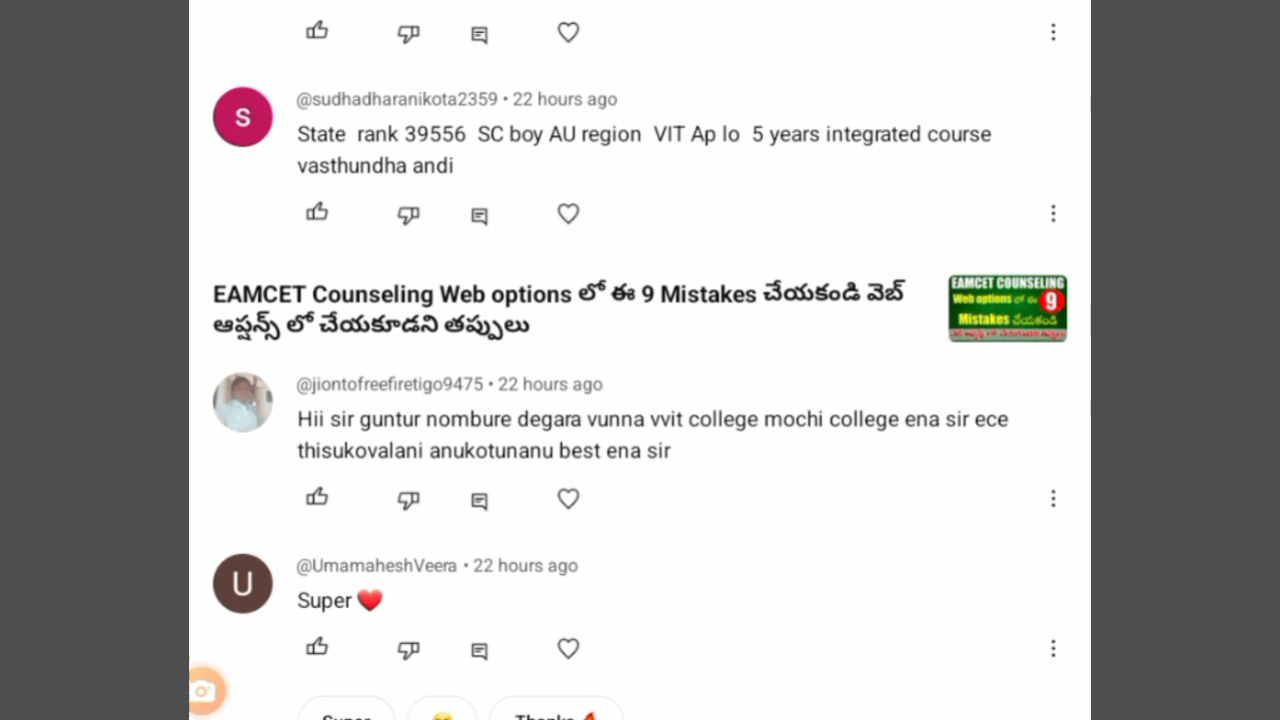 S
@sudhadharanikota2359 • 22 hours ago
State rank 39556 SC boy AU region VIT Ap lo 5 years integrated course
vasthundha andi
EAMCET Counseling Web options లో ఈ 9 Mistakes చేయకండి వెబ్
ఆప్షన్స్ లో చేయకూడని తప్పులు
EAMCET COUNSELING
Web options లో ఈ 9
Mistakes చేయకండి
@jiontofreefiretigo9475 • 22 hours ago
Hii sir guntur nombure degara vunna vvit college mochi college ena sir ece
thisukovalani anukotunanu best ena sir
U
@UmamaheshVeera • 22 hours ago
Super ❤️
Super
Thanks